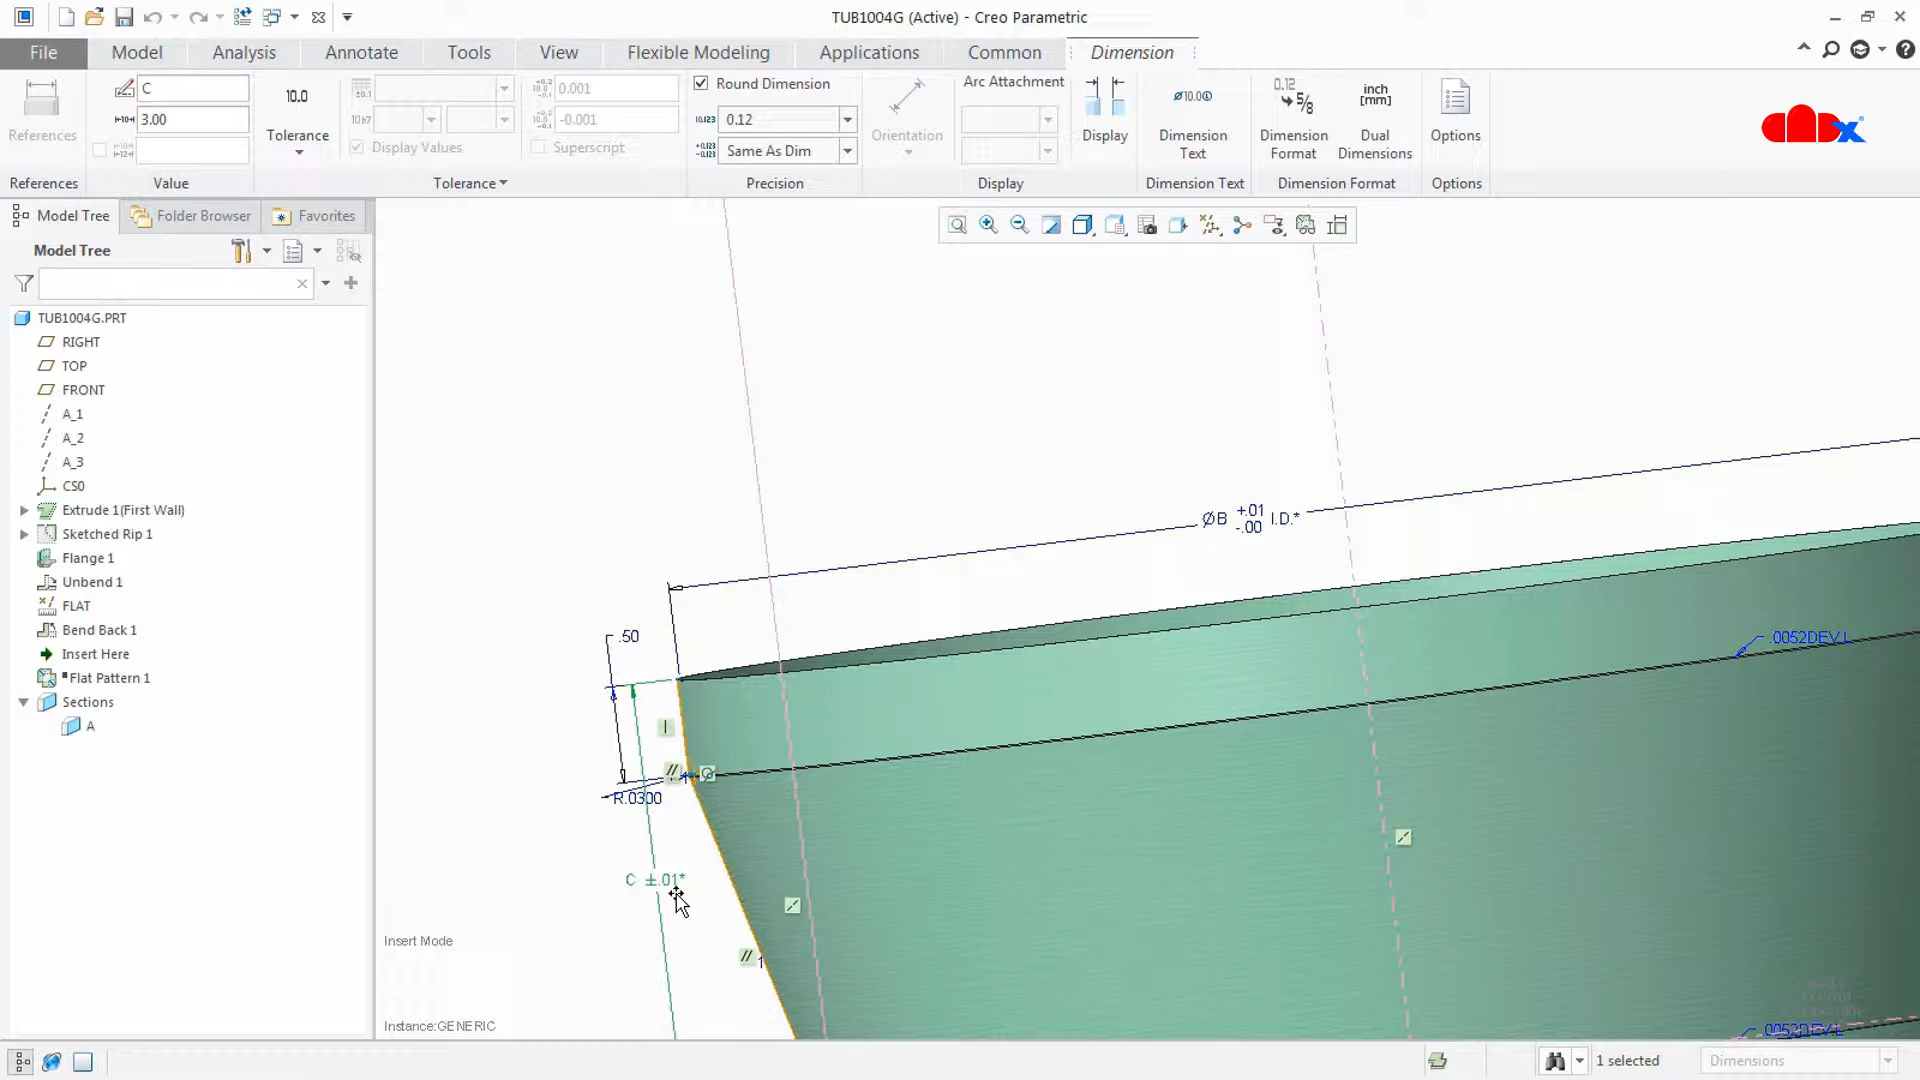 TUB1004G (Active) - Creo Parametric
File Model Analysis Annotate Tools View Flexible Modeling Applications Common Dimension
References
C
3.00
10.0
Tolerance
0.001
-0.001
Display Values
Superscript
Round Dimension
0.12
Same As Dim
Orientation
Arc Attachment
Display
Dimension Text
Dimension Format
inch [mm]
Dual Dimensions
Options
References Value Tolerance Precision Display Dimension Text Dimension Format Options
Model Tree Folder Browser Favorites
Model Tree
TUB1004G.PRT
RIGHT
TOP
FRONT
A_1
A_2
A_3
CS0
Extrude 1(First Wall)
Sketched Rip 1
Flange 1
Unbend 1
FLAT
Bend Back 1
Insert Here
Flat Pattern 1
Sections
A
ØB +.01 -.00 I.D.*
.50
.0052DEV.L
R.0300
C ±.01*
Insert Mode
Instance:GENERIC
.0052DEV.L
1 selected
Dimensions